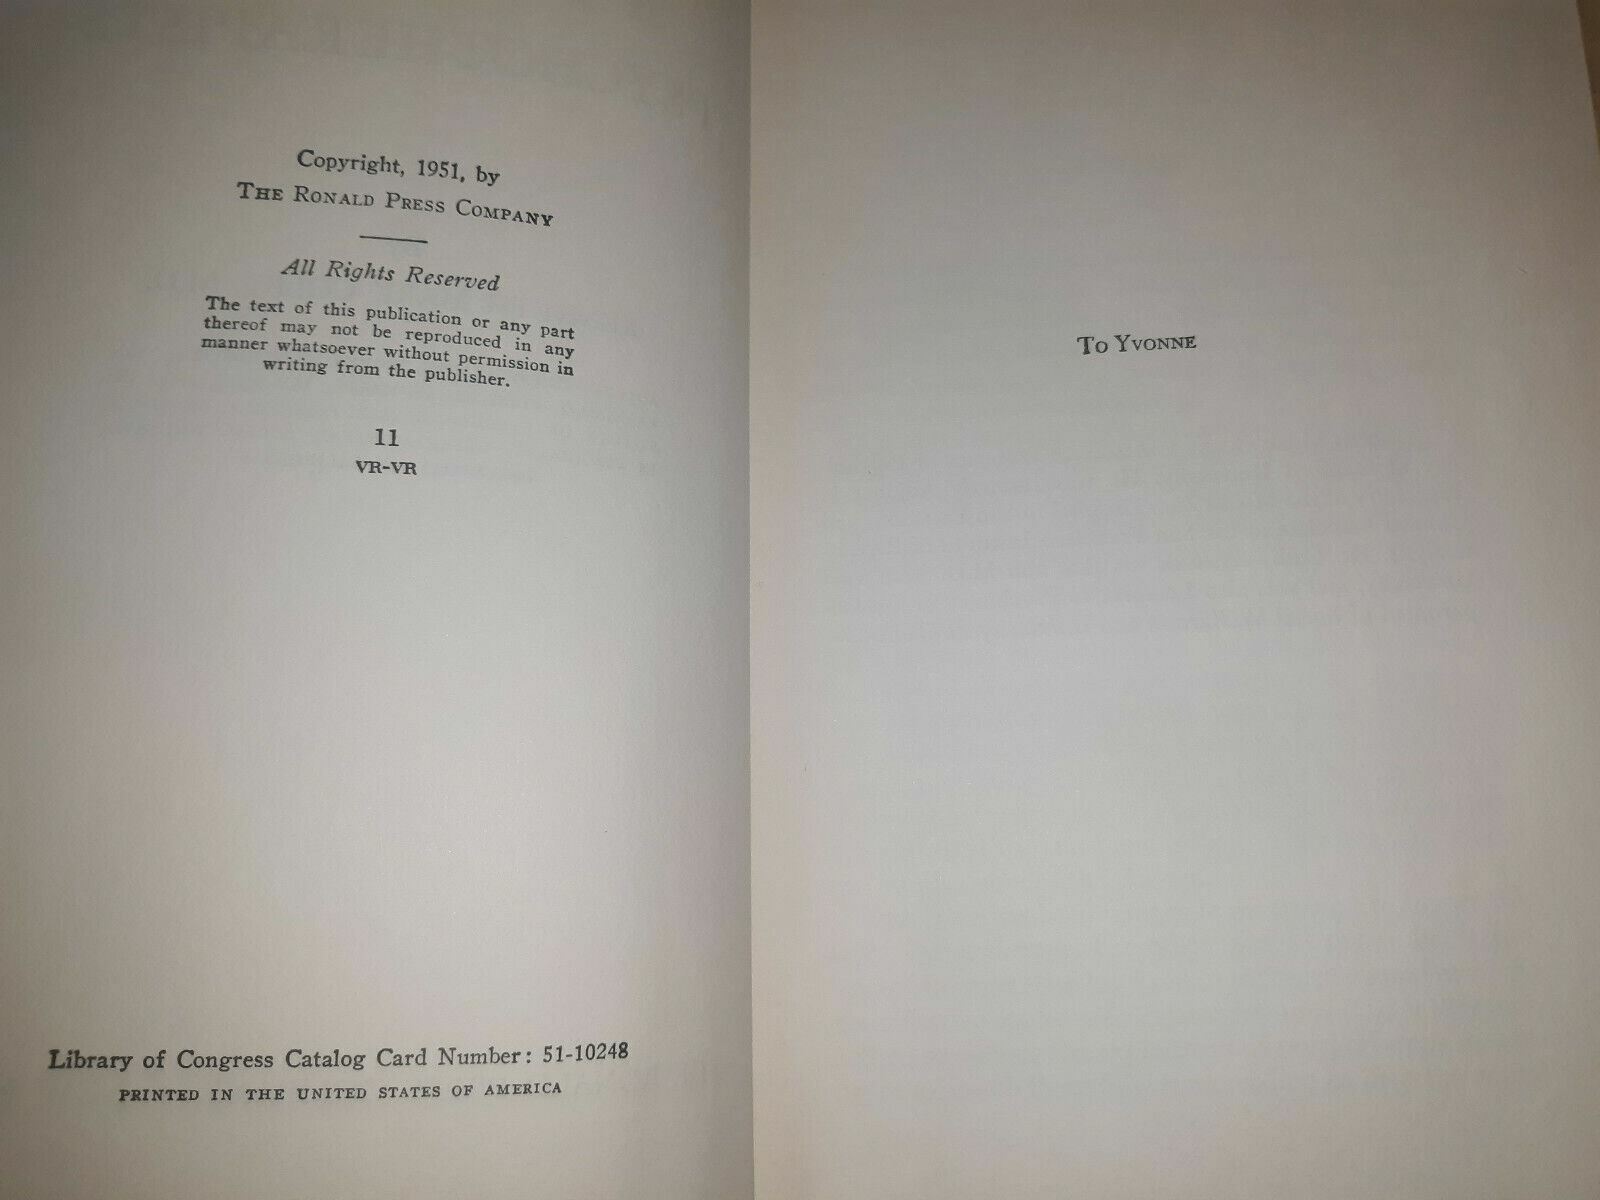 Copyright, 1951, by
THE RONALD PRESS COMPANY
All Rights Reserved
The text of this publication or any part
thereof may not be reproduced in any
manner whatsoever without permission in
writing from the publisher.
11
VR-VR
Library of Congress Catalog Card Number: 51-10248
PRINTED IN THE UNITED STATES OF AMERICA
TO YVONNE